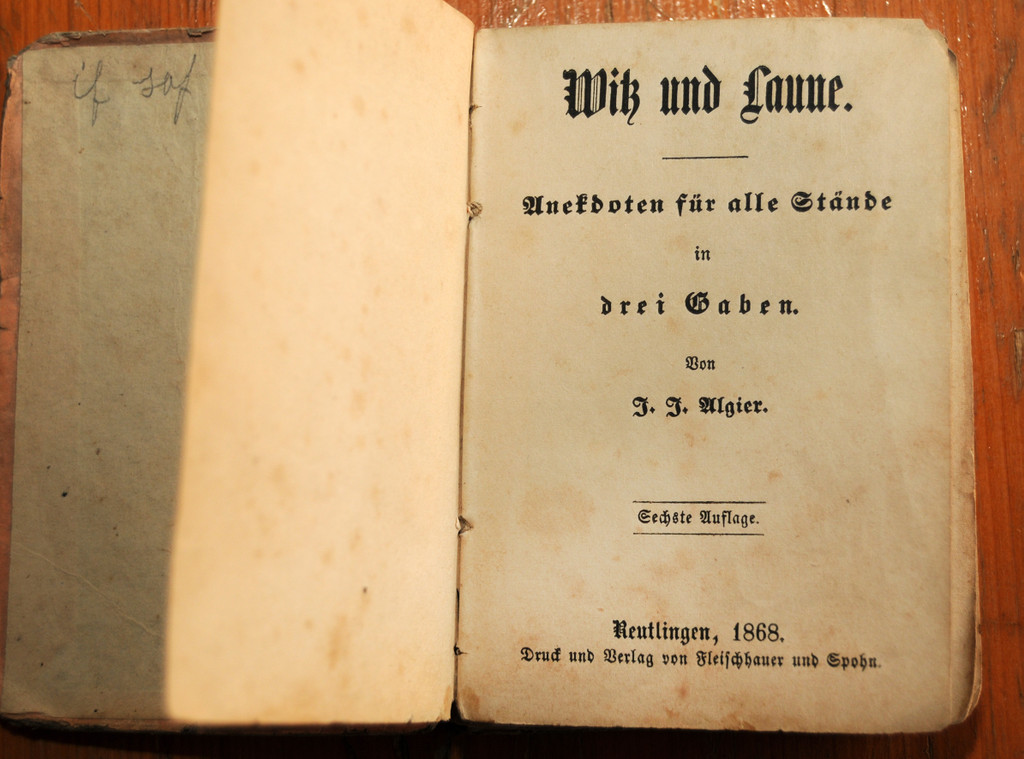 Witz und Laune.
Anekdoten für alle Stände
in
drei Gaben.
Von
J. J. Algier.
Sechste Auflage.
Reutlingen, 1868.
Druck und Verlag von Fleischhauer und Spohn.